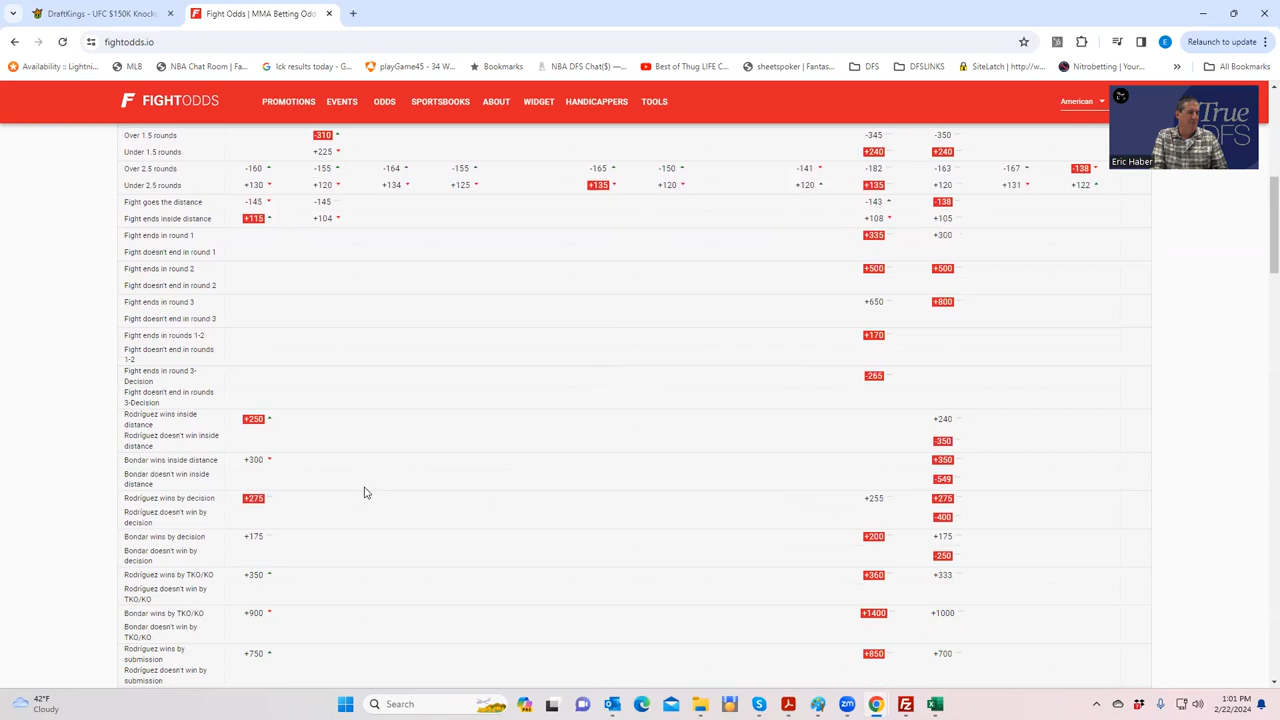 DraftKings - UFC $150K Knocko
Fight Odds | MMA Betting Odd
fightodds.io
Relaunch to update
Availability :: Lightni...
MLB
NBA Chat Room | Fa...
Ick results today - G...
playGame45 - 34 W...
Bookmarks
NBA DFS Chat($) -...
Best of Thug LIFE C...
sheetspoker | Fantas...
DFS
DFSLINKS
SiteLatch | http://w...
Nitrobetting | Your...
All Bookmarks
FIGHTODDS
PROMOTIONS
EVENTS
ODDS
SPORTSBOOKS
ABOUT
WIDGET
HANDICAPPERS
TOOLS
American
True
DFS
Eric Haber
Over 1.5 rounds -310 -345 -350
Under 1.5 rounds +225 +240 +240
Over 2.5 rounds -160 -155 -164 -155 -165 -150 -141 -182 -163 -167 -138
Under 2.5 rounds +130 +120 +134 +125 +135 +120 +120 +135 +120 +131 +122
Fight goes the distance -145 -145 -143 -138
Fight ends inside distance +115 +104 +108 +105
Fight ends in round 1 +335 +300
Fight doesn't end in round 1
Fight ends in round 2 +500 +500
Fight doesn't end in round 2
Fight ends in round 3 +650 +800
Fight doesn't end in round 3
Fight ends in rounds 1-2 +170
Fight doesn't end in rounds
1-2
Fight ends in round 3-
Decision -265
Fight doesn't end in rounds
3-Decision
Rodríguez wins inside
distance +250 +240
Rodríguez doesn't win inside
distance -350
Bondar wins inside distance +300 +350
Bondar doesn't win inside
distance -549
Rodríguez wins by decision +275 +255 +275
Rodríguez doesn't win by
decision -400
Bondar wins by decision +175 +200 +175
Bondar doesn't win by
decision -250
Rodríguez wins by TKO/KO +350 +360 +333
Rodríguez doesn't win by
TKO/KO
Bondar wins by TKO/KO +900 +1400 +1000
Bondar doesn't win by
TKO/KO
Rodríguez wins by
submission +750 +850 +700
Rodríguez doesn't win by
submission
42°F
Cloudy
Search
1:01 PM
2/22/2024